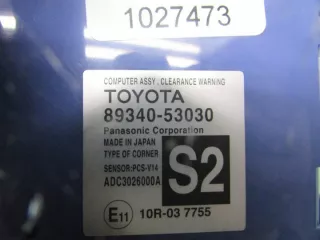 1027473
COMPUTER ASSY, CLEARANCE WARNING
TOYOTA
89340-53030
Panasonic Corporation
MADE IN JAPAN
TYPE OF CORNER
SENSOR:PCS-V14
ADC3026000A
S2
E11 10R-03 7755